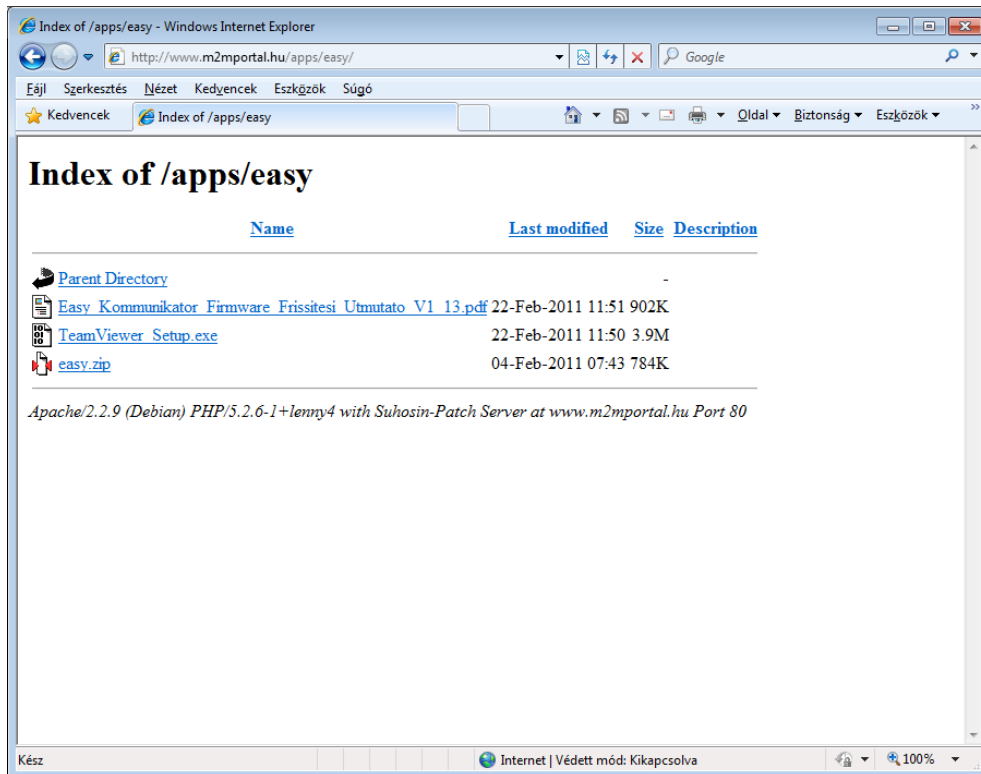 Index of /apps/easy - Windows Internet Explorer
http://www.m2mportal.hu/apps/easy/ Google
Fájl Szerkesztés Nézet Kedvencek Eszközök Súgó
Kedvencek Index of /apps/easy Oldal Biztonság Eszközök
Index of /apps/easy
Name Last modified Size Description
Parent Directory -
Easy_Kommunikator_Firmware_Frissitesi_Utmutato_V1_13.pdf 22-Feb-2011 11:51 902K
TeamViewer_Setup.exe 22-Feb-2011 11:50 3.9M
easy.zip 04-Feb-2011 07:43 784K
Apache/2.2.9 (Debian) PHP/5.2.6-1+lenny4 with Suhosin-Patch Server at www.m2mportal.hu Port 80
Kész Internet | Védett mód: Kikapcsolva 100%